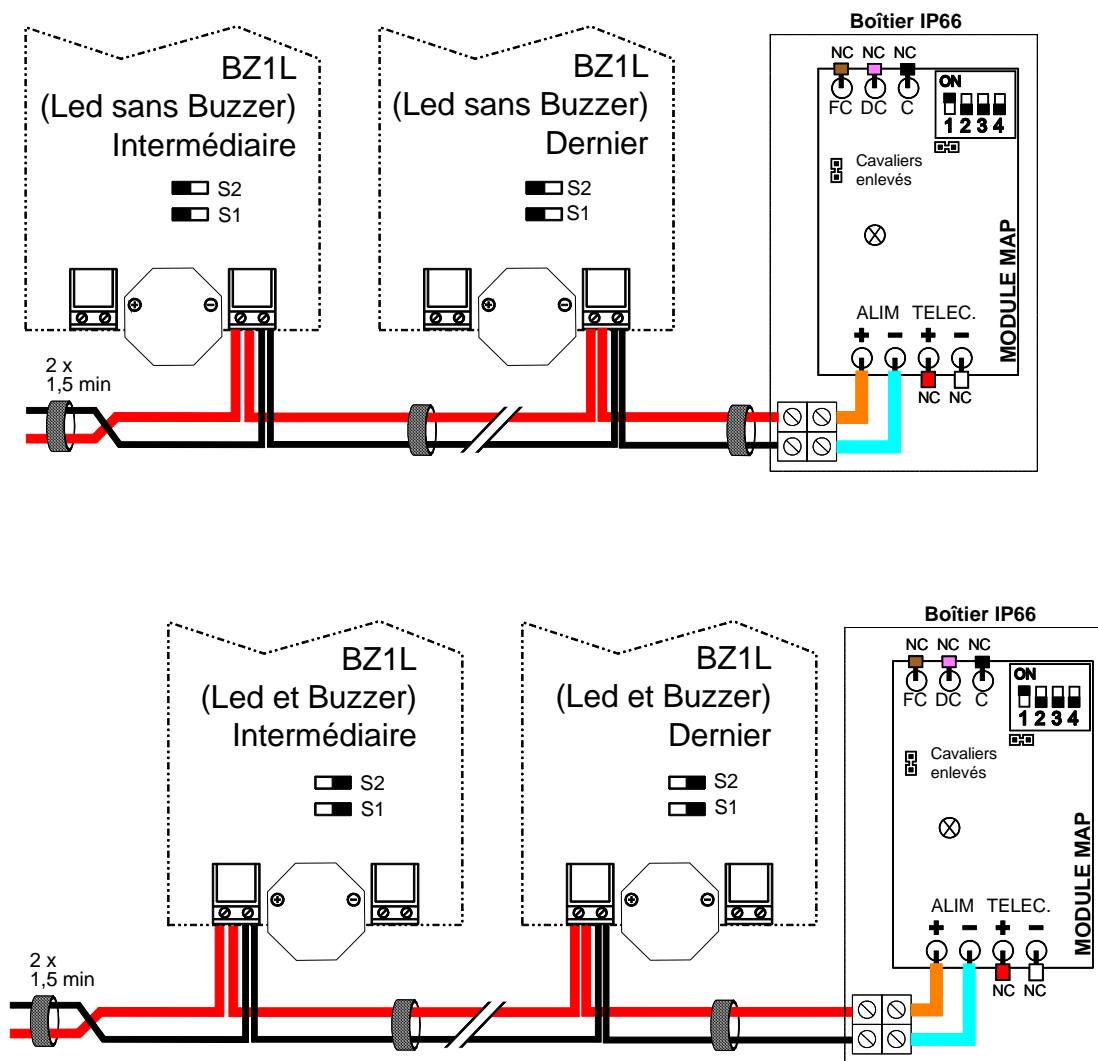 Boîtier IP66
BZ1L
(Led sans Buzzer)
Intermédiaire
S2
S1
BZ1L
(Led sans Buzzer)
Dernier
S2
S1
NC NC NC
FC DC C
ON
1 2 3 4
Cavaliers
enlevés
MODULE MAP
ALIM TELEC.
+ − + −
NC NC
2 x
1,5 min
Boîtier IP66
BZ1L
(Led et Buzzer)
Intermédiaire
S2
S1
BZ1L
(Led et Buzzer)
Dernier
S2
S1
NC NC NC
FC DC C
ON
1 2 3 4
Cavaliers
enlevés
MODULE MAP
ALIM TELEC.
+ − + −
NC NC
2 x
1,5 min